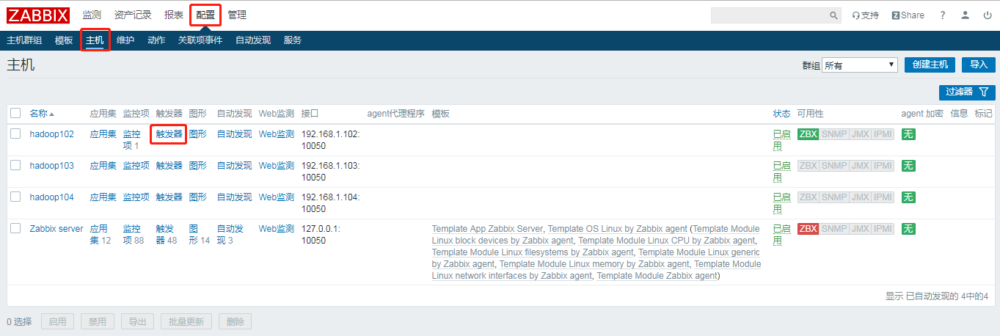 ZABBIX 监测 资产记录 报表 配置 管理 支持 Z Share ?
主机群组 模板 主机 维护 动作 关联项事件 自动发现 服务
主机 群组 所有 创建主机 导入
过滤器
名称 应用集 监控项 触发器 图形 自动发现 Web监测 接口 agent代理程序 模板 状态 可用性 agent 加密 信息 标记
hadoop102 应用集 监控 触发器 图形 自动发现 Web监测 192.168.1.102: 已启 ZBX SNMP JMX IPMI 无
项 1 10050 用
hadoop103 应用集 监控项 触发器 图形 自动发现 Web监测 192.168.1.103: 已启 ZBX SNMP JMX IPMI 无
10050 用
hadoop104 应用集 监控项 触发器 图形 自动发现 Web监测 192.168.1.104: 已启 ZBX SNMP JMX IPMI 无
10050 用
Zabbix server 应用 监控 触发 图 自动发 Web监测 127.0.0.1: Template App Zabbix Server, Template OS Linux by Zabbix agent (Template Module 已启 ZBX SNMP JMX IPMI 无
集 12 项 88 器 48 形 14 现 3 10050 Linux block devices by Zabbix agent, Template Module Linux CPU by Zabbix agent, 用
Template Module Linux filesystems by Zabbix agent, Template Module Linux generic
by Zabbix agent, Template Module Linux memory by Zabbix agent, Template Module
Linux network interfaces by Zabbix agent, Template Module Zabbix agent)
显示 已自动发现的 4中的4
0 选择 启用 禁用 导出 批量更新 删除